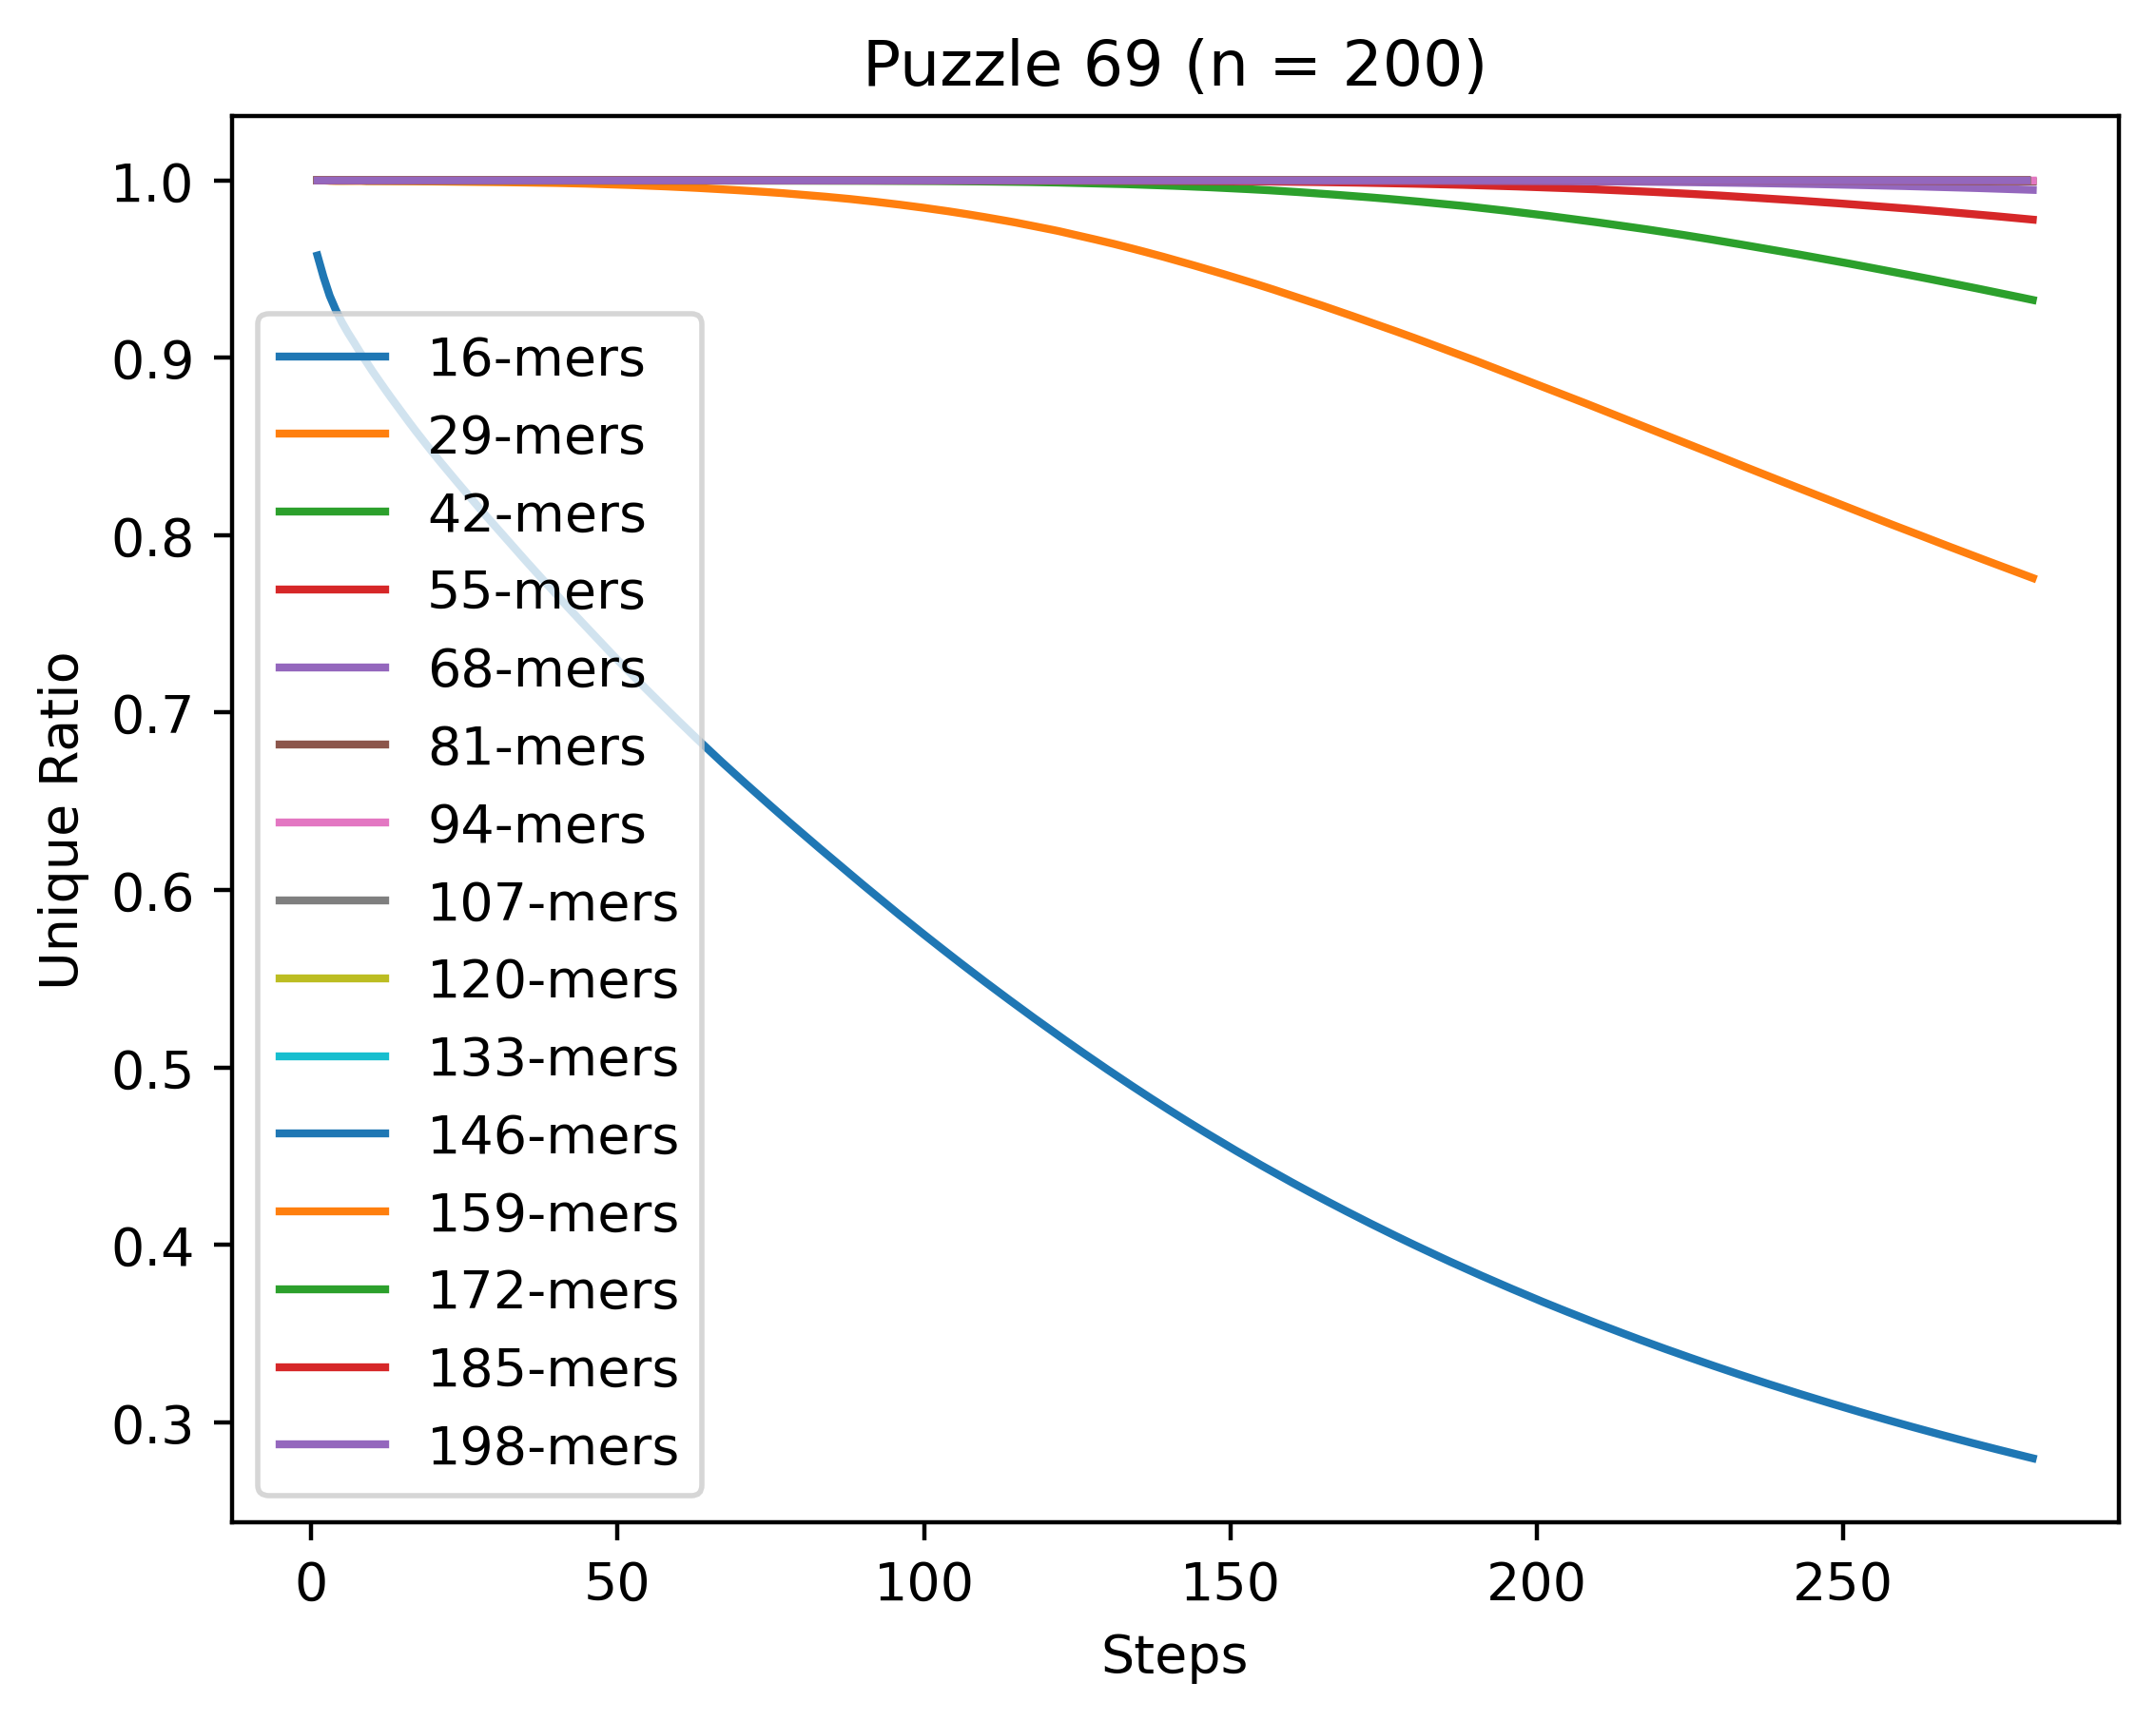 Puzzle 69 (n = 200)
Unique Ratio
1.0
0.9
0.8
0.7
0.6
0.5
0.4
0.3
16-mers
29-mers
42-mers
55-mers
68-mers
81-mers
94-mers
107-mers
120-mers
133-mers
146-mers
159-mers
172-mers
185-mers
198-mers
0 50 100 150 200 250
Steps